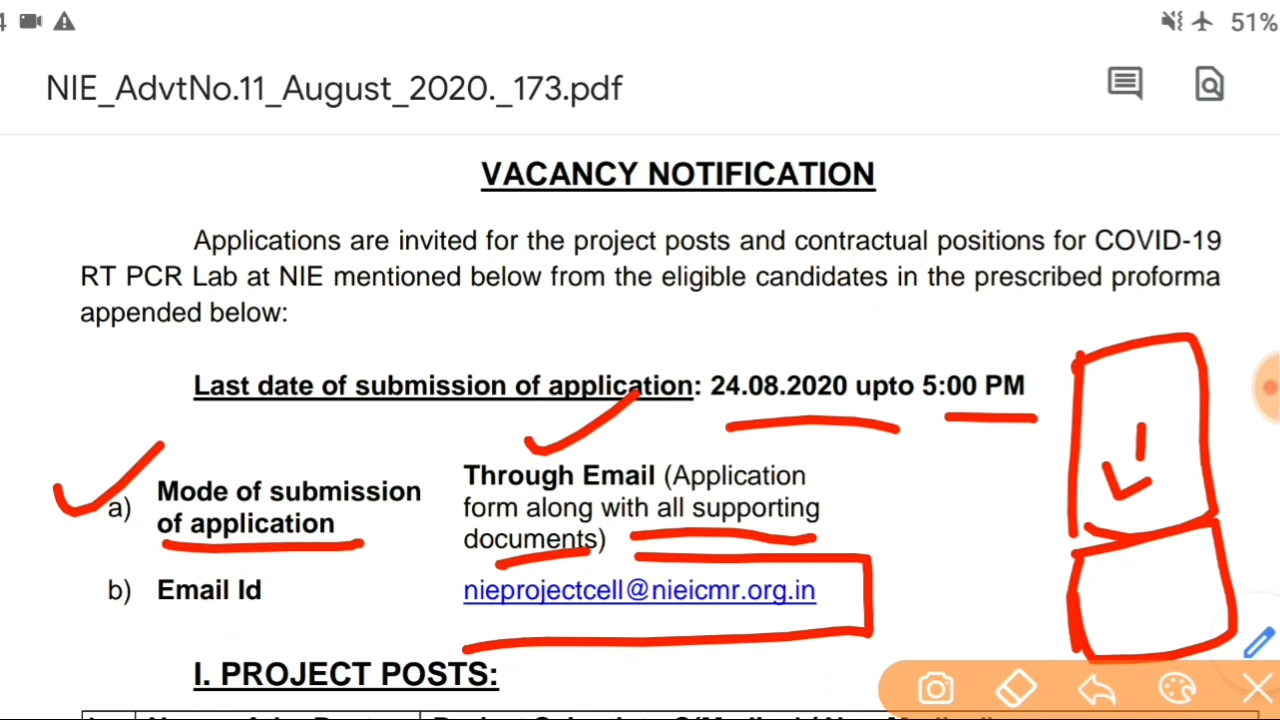 4 51%
NIE_AdvtNo.11_August_2020._173.pdf
VACANCY NOTIFICATION
Applications are invited for the project posts and contractual positions for COVID-19
RT PCR Lab at NIE mentioned below from the eligible candidates in the prescribed proforma
appended below:
Last date of submission of application: 24.08.2020 upto 5:00 PM
a) Mode of submission
of application
Through Email (Application
form along with all supporting
documents)
b) Email Id
nieprojectcell@nieicmr.org.in
I. PROJECT POSTS: